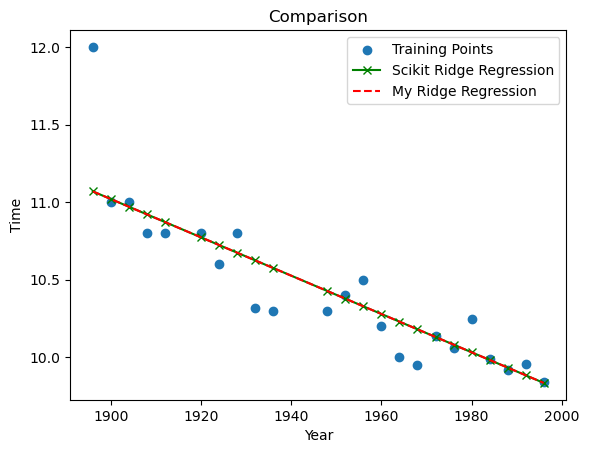 Comparison
Training Points
Scikit Ridge Regression
My Ridge Regression
Time
12.0
11.5
11.0
10.5
10.0
1900
1920
1940
1960
1980
2000
Year